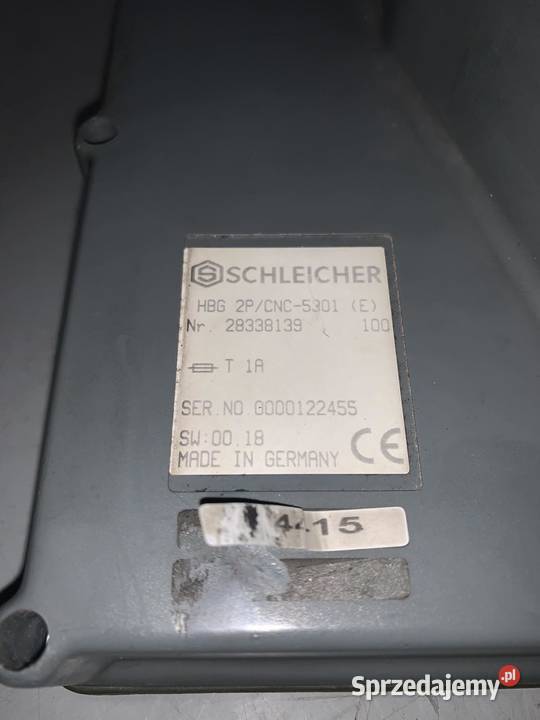 SCHLEICHER
HBG 2P/CNC-5301 (E)
Nr. 28338139 100
T 1A
SER.NO.G000122455
SW:00.18
MADE IN GERMANY CE
15
Sprzedajemy.pl